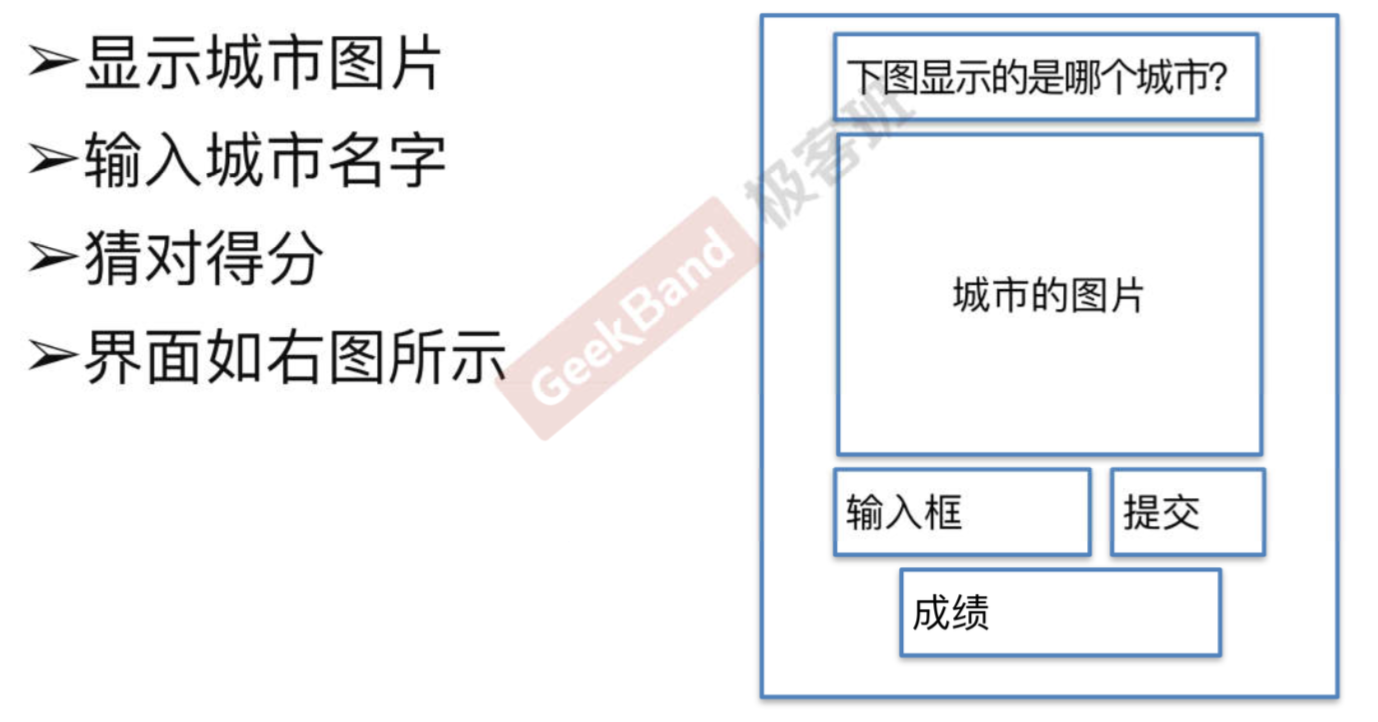 ➢显示城市图片
➢输入城市名字
➢猜对得分
➢界面如右图所示
GeekBand 极客班
下图显示的是哪个城市?
城市的图片
输入框
提交
成绩